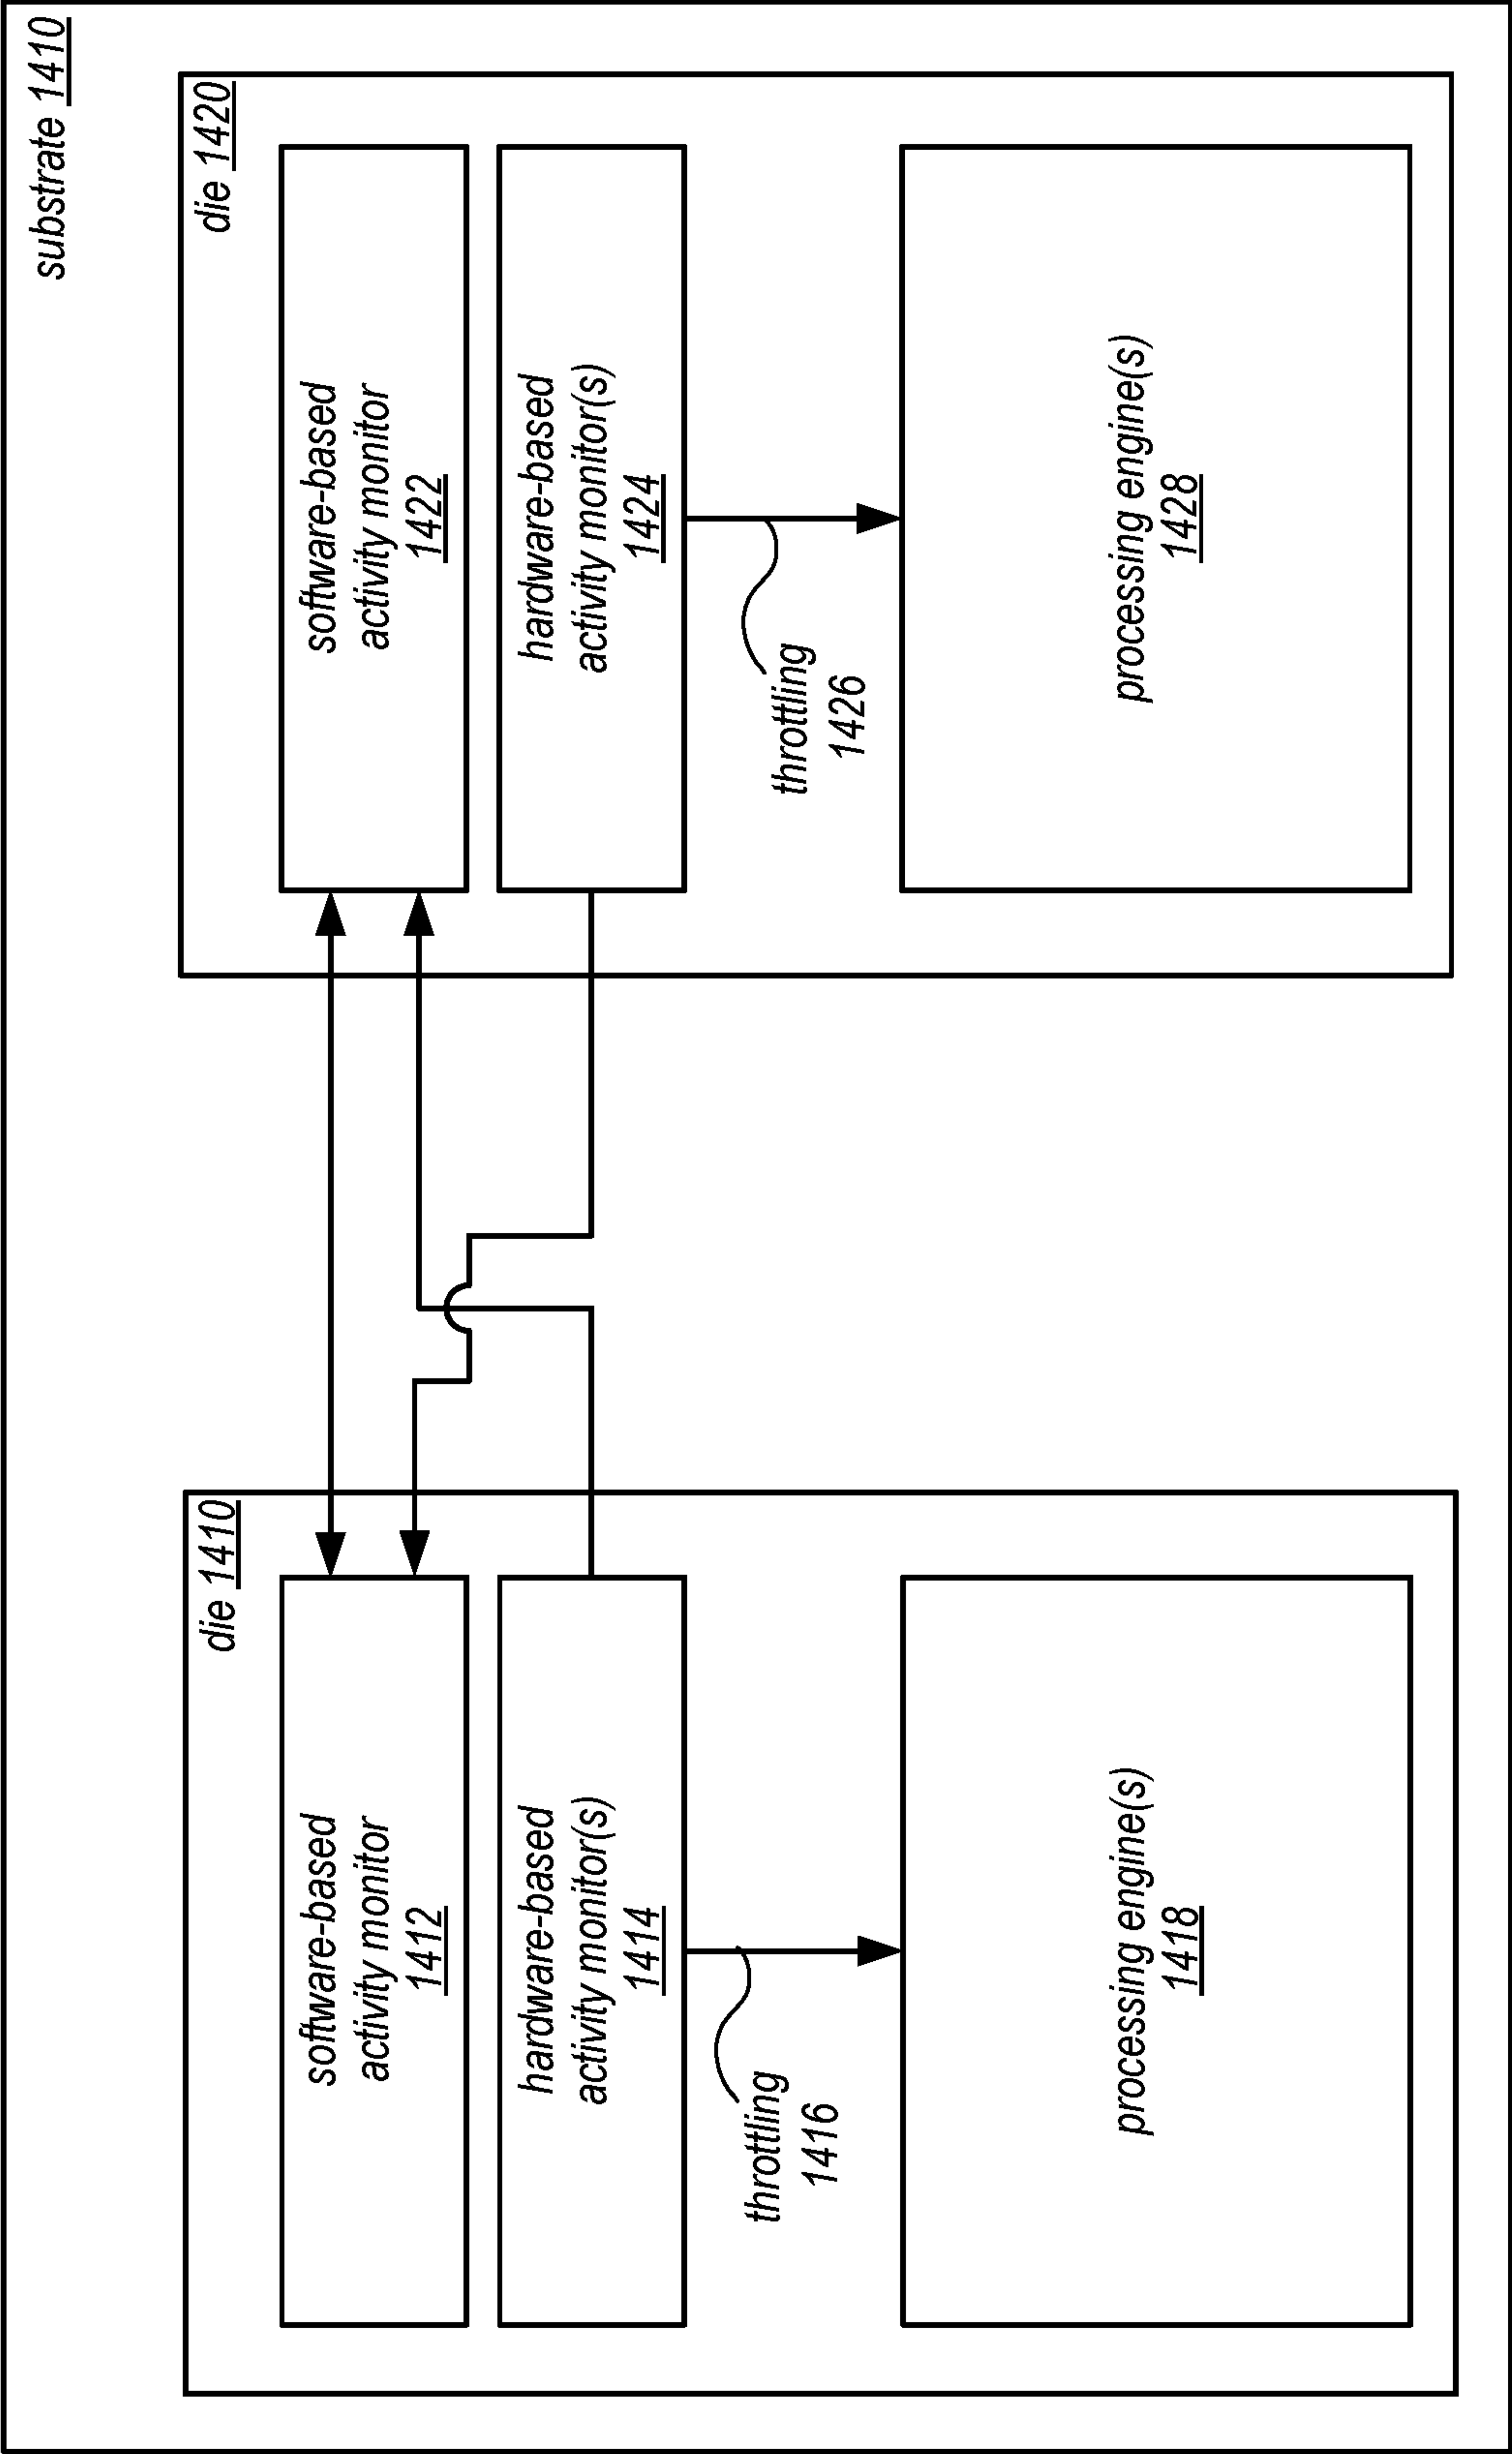 substrate 1410
die 1410
software-based
activity monitor
1412
hardware-based
activity monitor(s)
1414
throttling
1416
processing engine(s)
1418
die 1420
software-based
activity monitor
1422
hardware-based
activity monitor(s)
1424
throttling
1426
processing engine(s)
1428